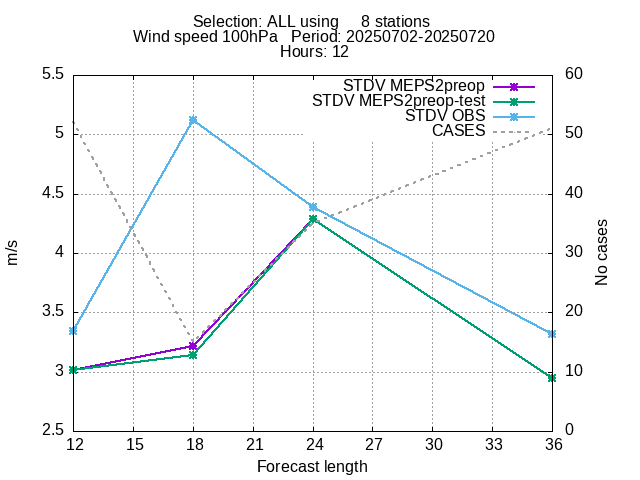 Selection: ALL using 8 stations
Wind speed 100hPa Period: 20250702-20250720
Hours: 12
STDV MEPS2preop
STDV MEPS2preop-test
STDV OBS
CASES
5.5
5
4.5
4
3.5
3
2.5
60
50
40
30
20
10
0
m/s
No cases
12 15 18 21 24 27 30 33 36
Forecast length